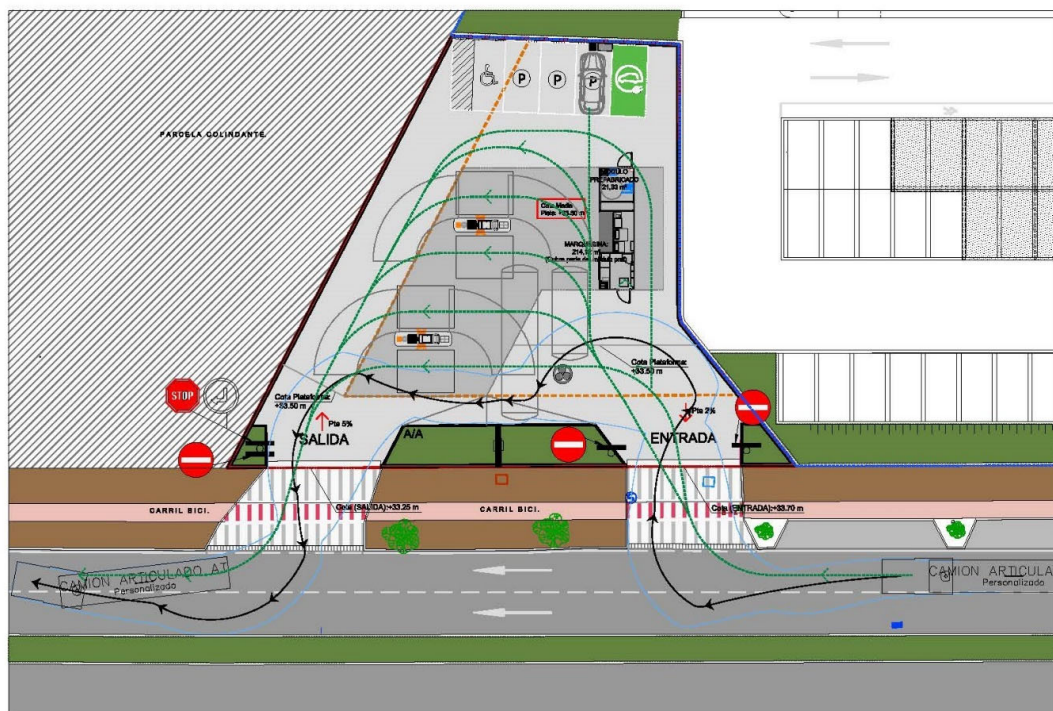 P
P
P
PARCELA COLINDANTE
MODULO
PREFABRICADO
21,33 m²
Cota Media
Pista: +33.50 m
MARQUESINA:
Cota Plataforma:
+33.50 m
Cota Plataforma:
+33.50 m
STOP
Pte 5%
Pte 2%
SALIDA
A/A
ENTRADA
Cota (SALIDA):+33.25 m
Cota (ENTRADA):+33.70 m
CARRIL BICI.
CARRIL BICI.
CAMION ARTICULADO AT
Personalizado
CAMION ARTICULA
Personalizado